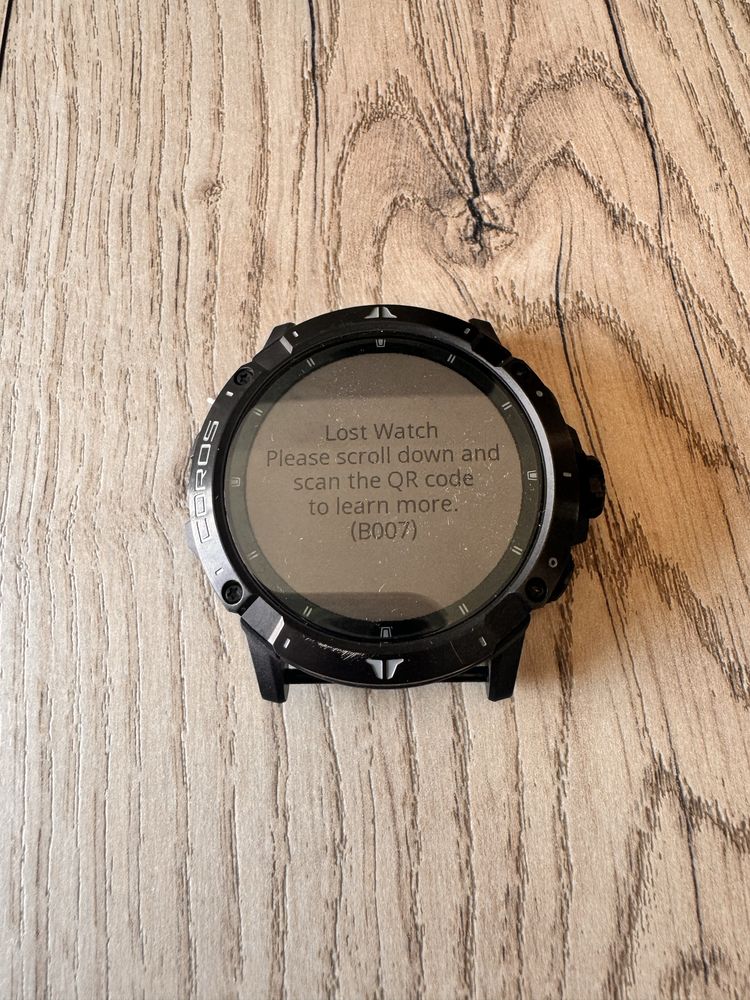 COROS
Lost Watch
Please scroll down and
scan the QR code
to learn more.
(B007)